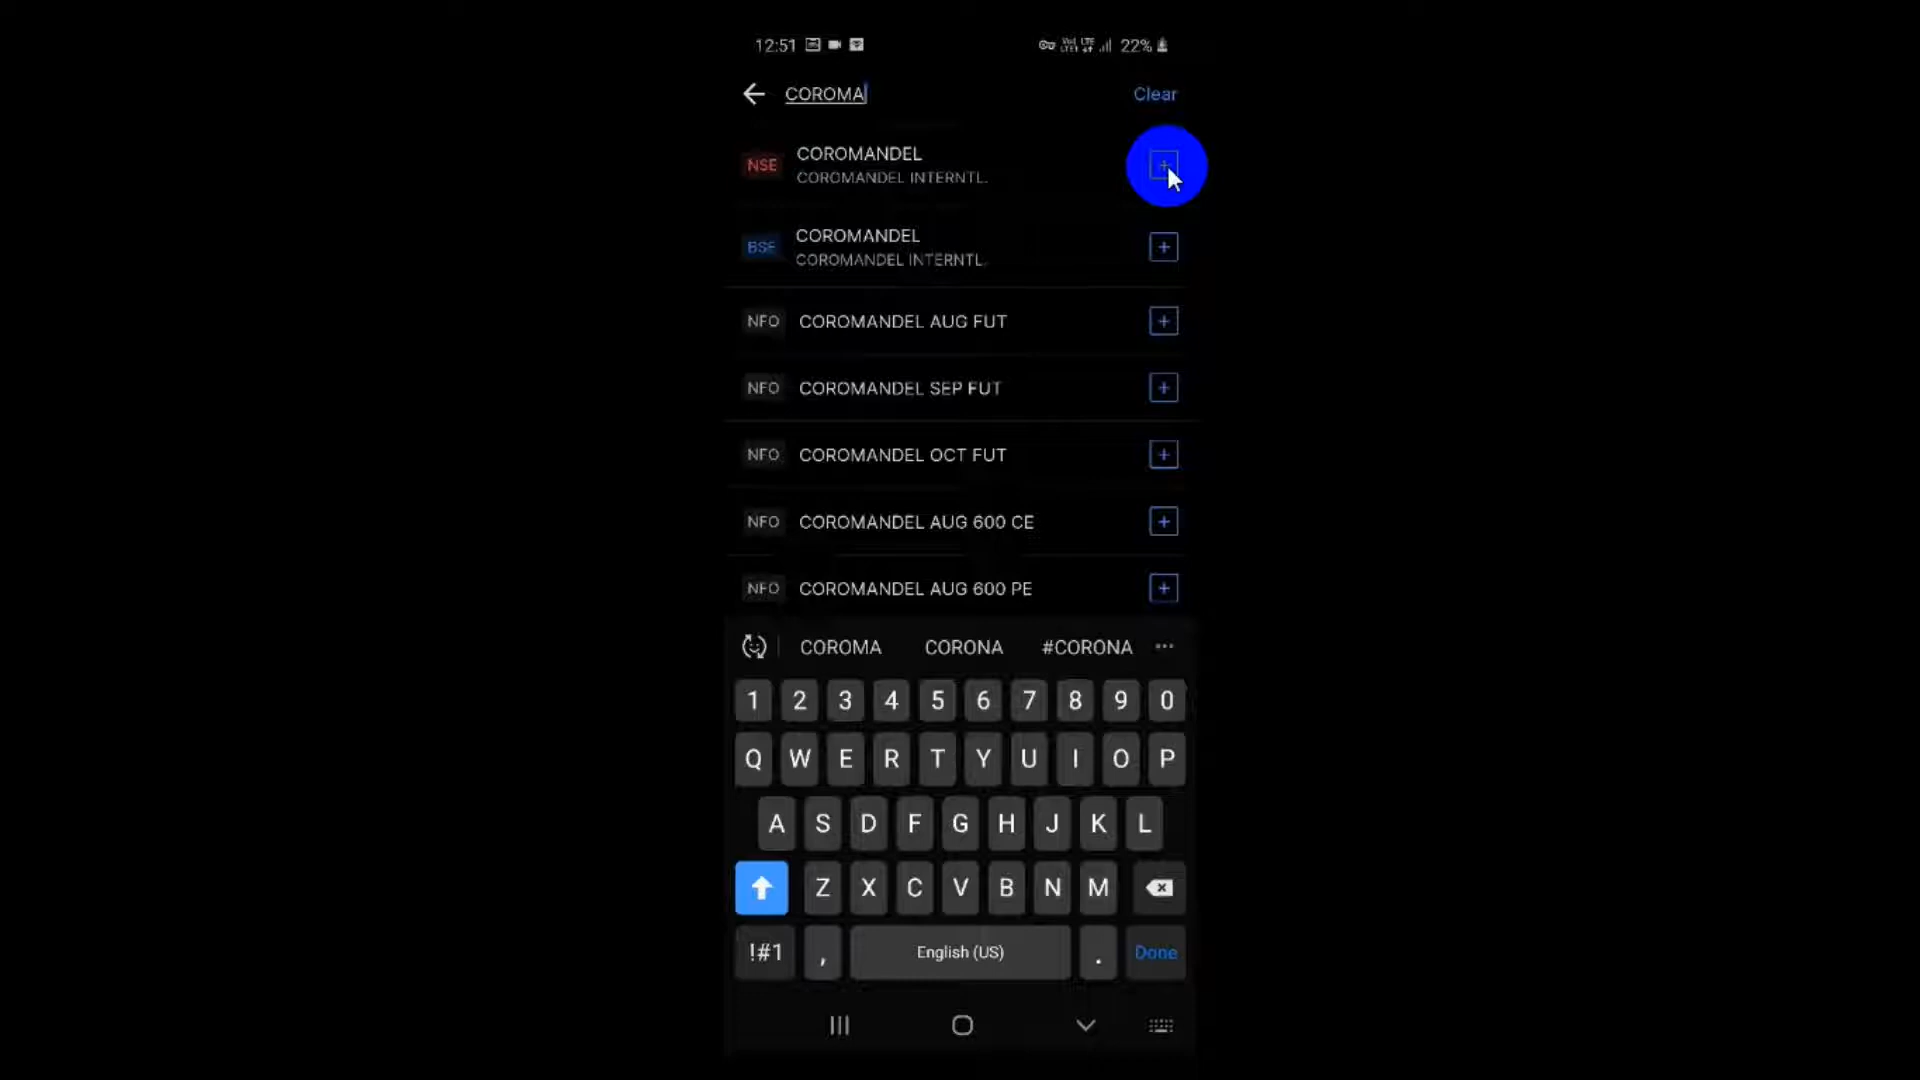 12:51 22%
COROMA Clear
NSE COROMANDEL
COROMANDEL INTERNTL.
BSE COROMANDEL
COROMANDEL INTERNTL.
NFO COROMANDEL AUG FUT
NFO COROMANDEL SEP FUT
NFO COROMANDEL OCT FUT
NFO COROMANDEL AUG 600 CE
NFO COROMANDEL AUG 600 PE
COROMA CORONA #CORONA
1 2 3 4 5 6 7 8 9 0
Q W E R T Y U I O P
A S D F G H J K L
Z X C V B N M
!#1 , English (US) . Done